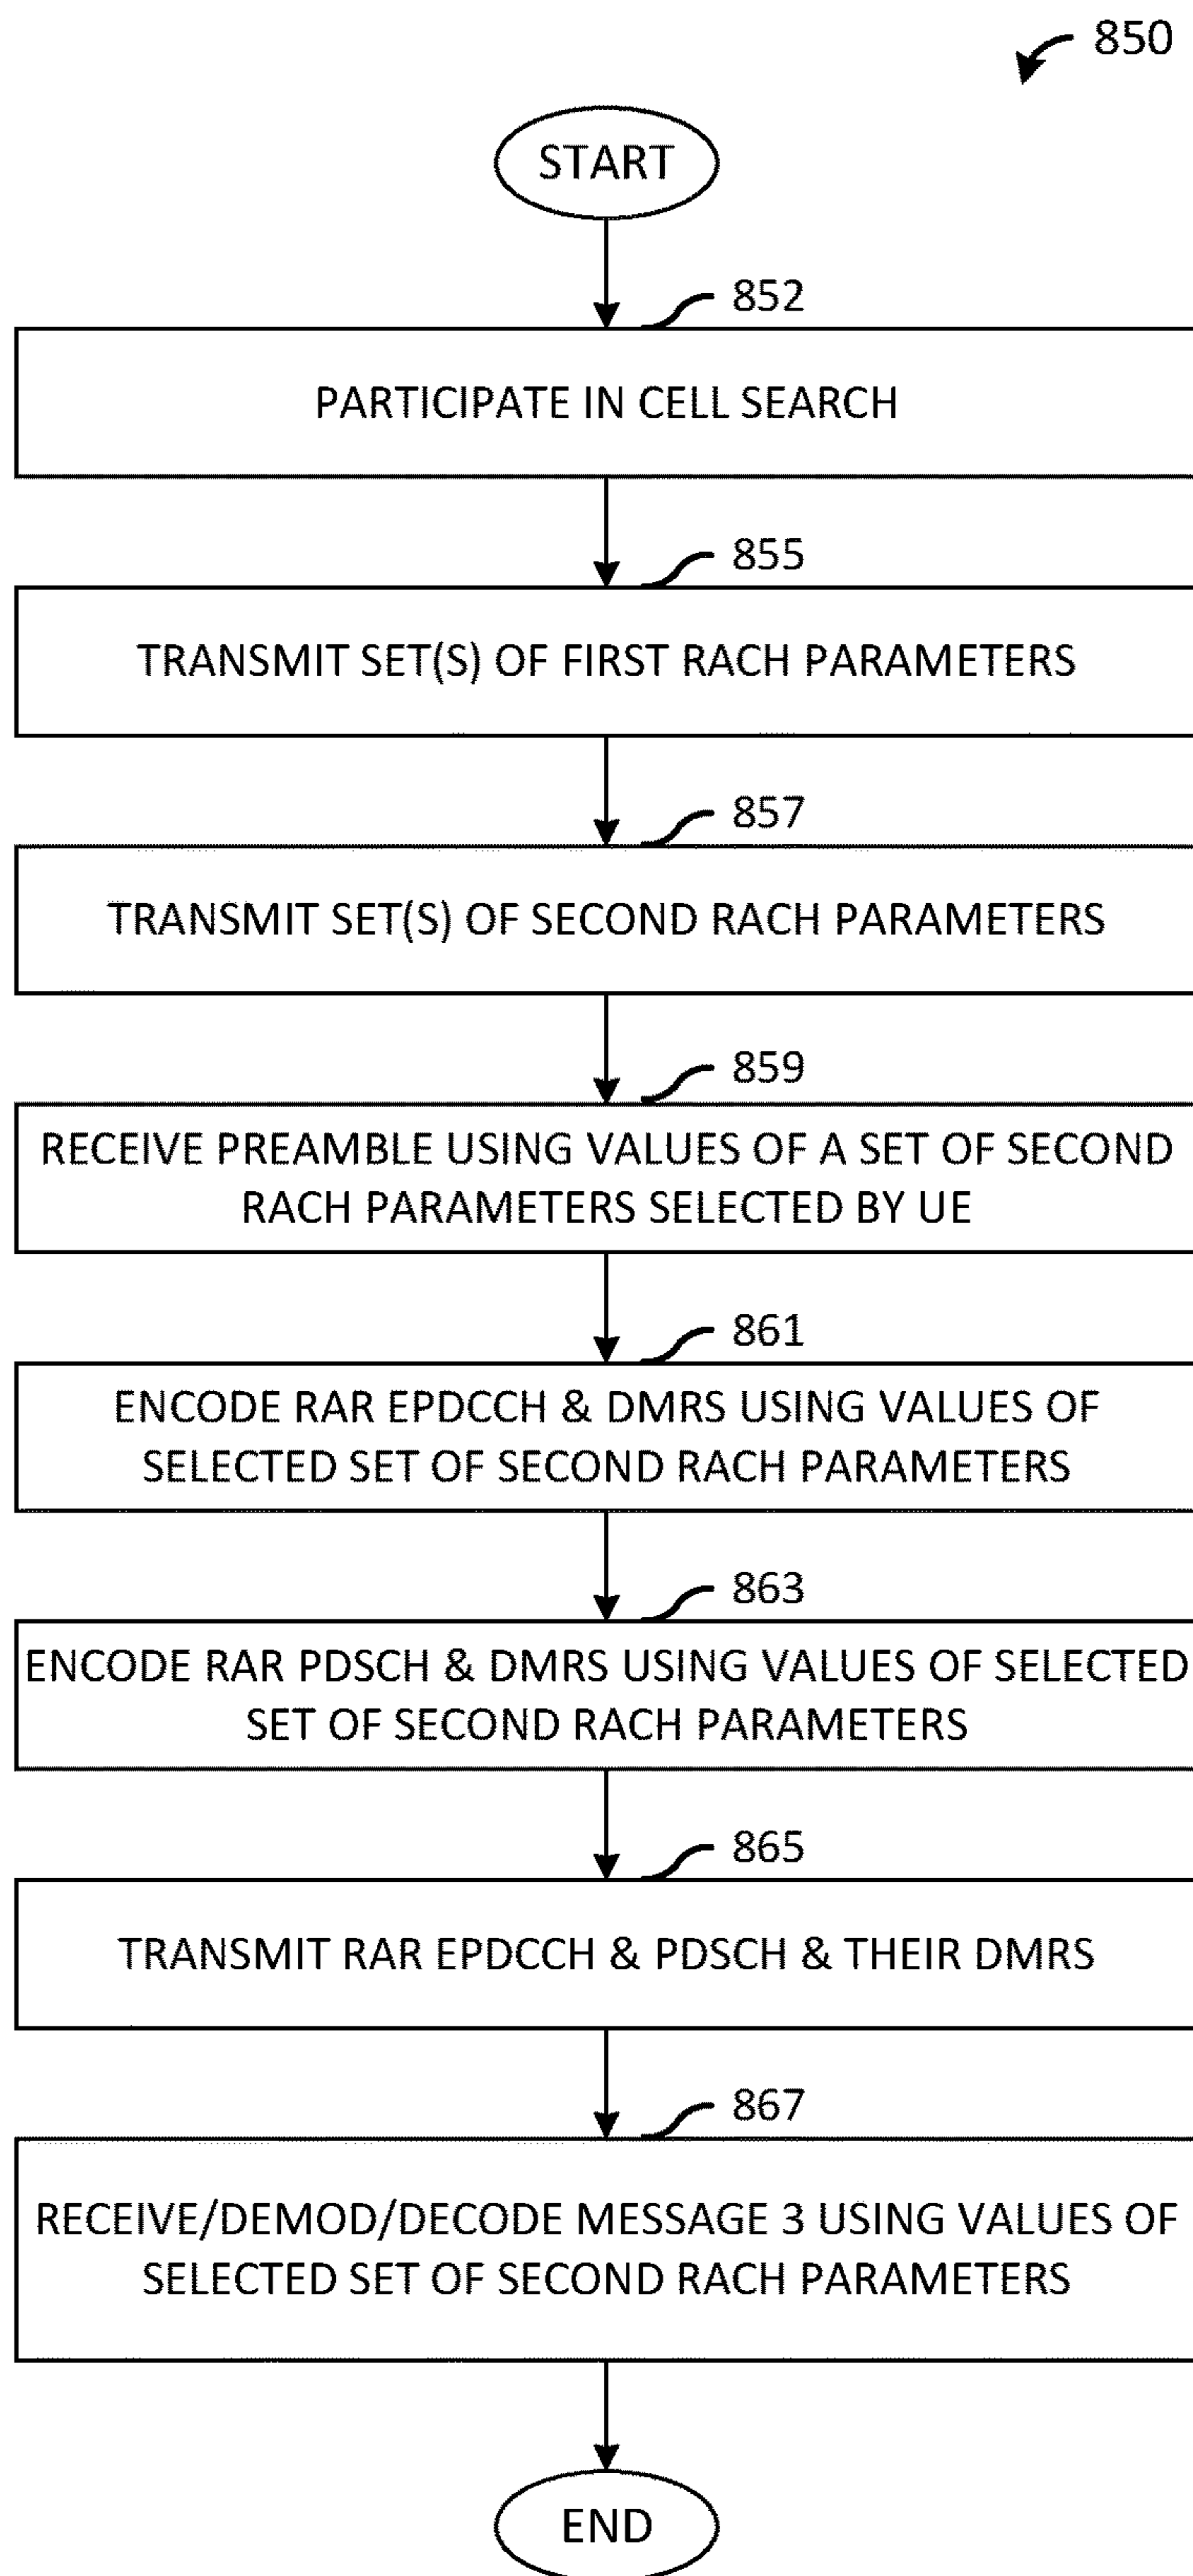 850
START
852
PARTICIPATE IN CELL SEARCH
855
TRANSMIT SET(S) OF FIRST RACH PARAMETERS
857
TRANSMIT SET(S) OF SECOND RACH PARAMETERS
859
RECEIVE PREAMBLE USING VALUES OF A SET OF SECOND
RACH PARAMETERS SELECTED BY UE
861
ENCODE RAR EPDCCH & DMRS USING VALUES OF
SELECTED SET OF SECOND RACH PARAMETERS
863
ENCODE RAR PDSCH & DMRS USING VALUES OF SELECTED
SET OF SECOND RACH PARAMETERS
865
TRANSMIT RAR EPDCCH & PDSCH & THEIR DMRS
867
RECEIVE/DEMOD/DECODE MESSAGE 3 USING VALUES OF
SELECTED SET OF SECOND RACH PARAMETERS
END